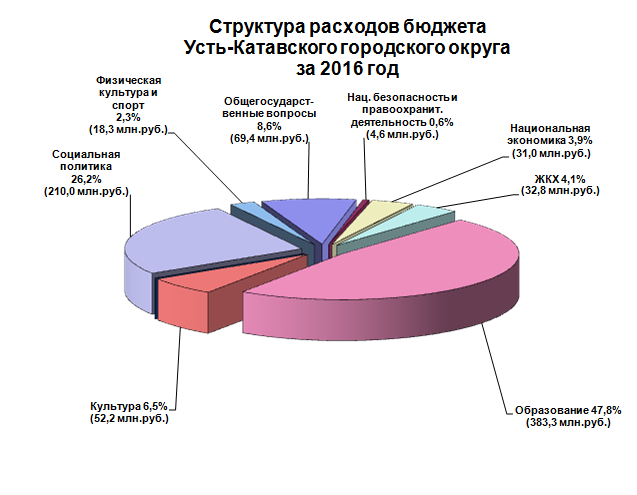 Структура расходов бюджета
Усть-Катавского городского округа
за 2016 год
Физическая
культура и
спорт
2,3%
(18,3 млн.руб.)
Общегосударст-
венные вопросы
8,6%
(69,4 млн.руб.)
Нац. безопасность и
правоохранит.
деятельность 0,6%
(4,6 млн.руб.)
Национальная
экономика 3,9%
(31,0 млн.руб.)
ЖКХ 4,1%
(32,8 млн.руб.)
Социальная
политика
26,2%
(210,0 млн.руб.)
Культура 6,5%
(52,2 млн.руб.)
Образование 47,8%
(383,3 млн.руб.)